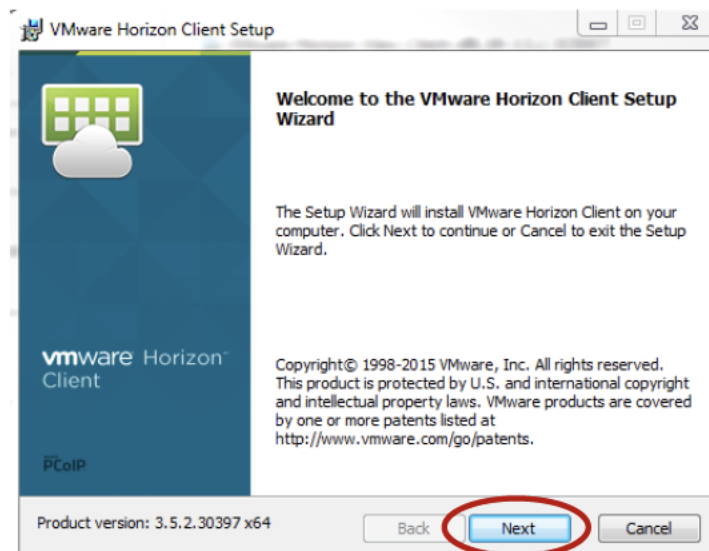 VMware Horizon Client Setup
Welcome to the VMware Horizon Client Setup
Wizard
The Setup Wizard will install VMware Horizon Client on your
computer. Click Next to continue or Cancel to exit the Setup
Wizard.
vmware Horizon™
Client
Copyright© 1998-2015 VMware, Inc. All rights reserved.
This product is protected by U.S. and international copyright
and intellectual property laws. VMware products are covered
by one or more patents listed at
http://www.vmware.com/go/patents.
PCoIP
Product version: 3.5.2.30397 x64
Back
Next
Cancel